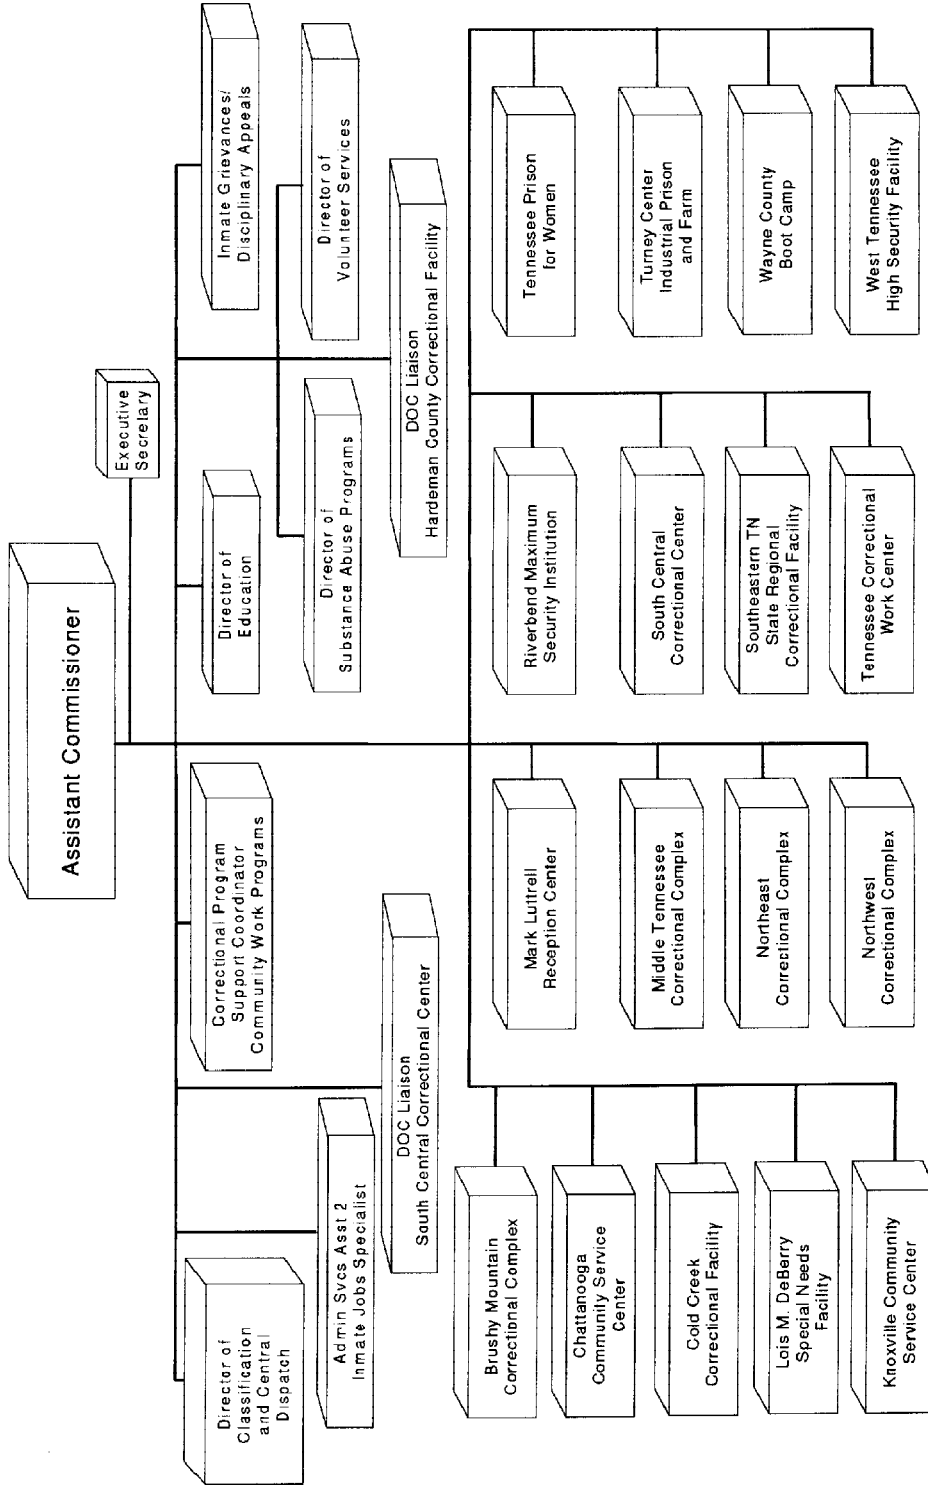 Assistant Commissioner
Executive
Secretary
Director of
Classification
and Central
Dispatch
Correctional Program
Support Coordinator
Community Work Programs
Director of
Education
Inmate Grievances/
Disciplinary Appeals
Admin Svcs Asst 2
Inmate Jobs Specialist
Director of
Substance Abuse Programs
Director of
Volunteer Services
DOC Liaison
South Central Correctional Center
DOC Liaison
Hardeman County Correctional Facility
Brushy Mountain
Correctional Complex
Chattanooga
Community Service
Center
Cold Creek
Correctional Facility
Lois M. DeBerry
Special Needs
Facility
Knoxville Community
Service Center
Mark Luttrell
Reception Center
Middle Tennessee
Correctional Complex
Northeast
Correctional Complex
Northwest
Correctional Complex
Riverbend Maximum
Security Institution
South Central
Correctional Center
Southeastern TN
State Regional
Correctional Facility
Tennessee Correctional
Work Center
Tennessee Prison
for Women
Turney Center
Industrial Prison
and Farm
Wayne County
Boot Camp
West Tennessee
High Security Facility